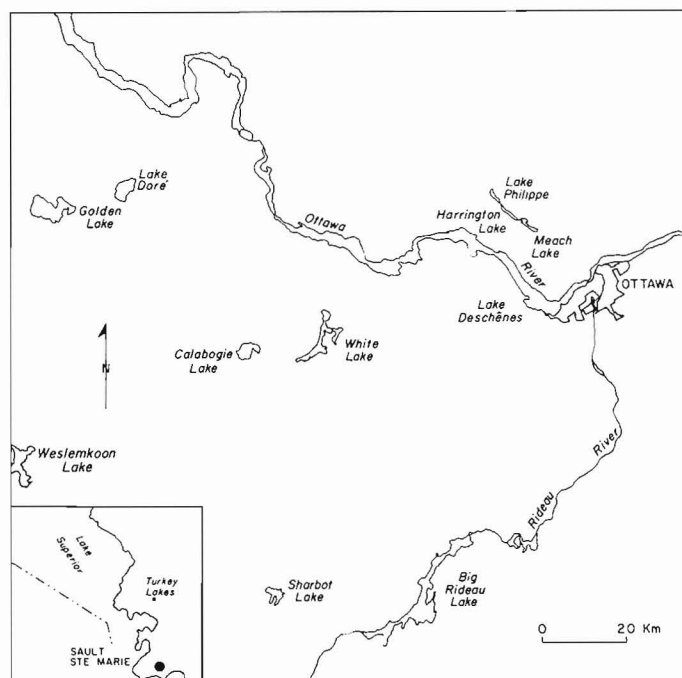 Lake
Doré
Golden
Lake
Lake
Philippe
Harrington
Lake
Meach
Lake
Ottawa
River
OTTAWA
Lake
Deschênes
White
Lake
Calabogie
Lake
N
Weslemkoon
Lake
River
Rideau
Lake
Superior
Turkey
Lakes
SAULT
STE MARIE
Sharbot
Lake
Big
Rideau
Lake
0 20 Km